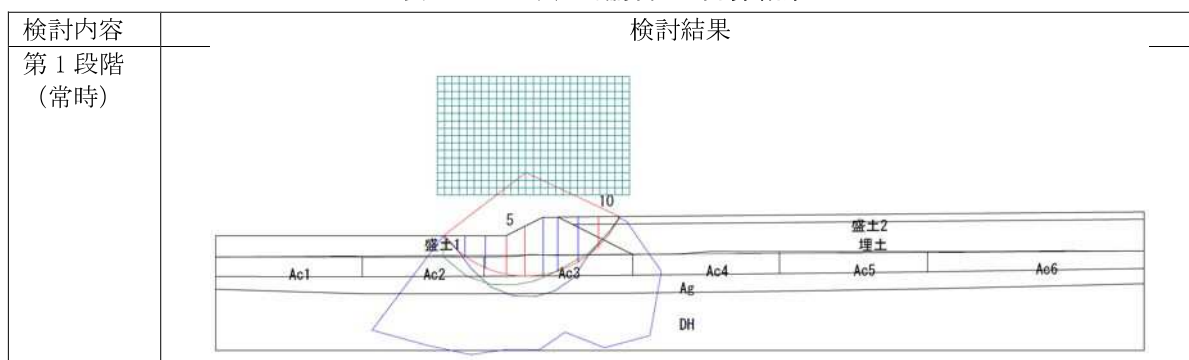 検討内容
検討結果
第1段階
（常時）
10
5
盛土2
盛土1
埋土
Ac1
Ac2
Ac3
Ac4
Ac5
Ac6
Ag
DH